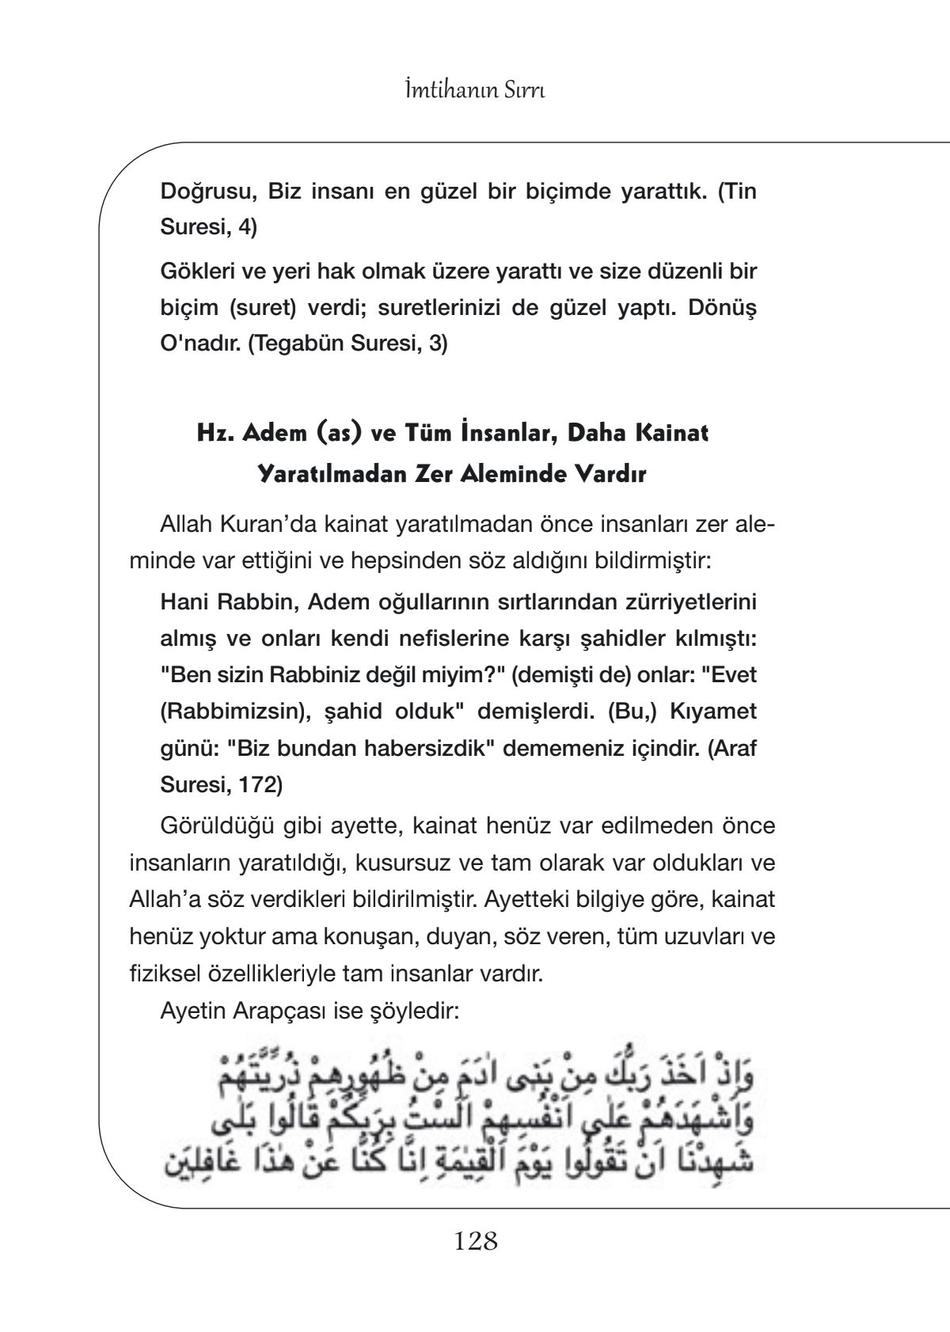 İmtihanın Sırrı
Doğrusu, Biz insanı en güzel bir biçimde yarattık. (Tin
Suresi, 4)
Gökleri ve yeri hak olmak üzere yarattı ve size düzenli bir
biçim (suret) verdi; suretlerinizi de güzel yaptı. Dönüş
O'nadır. (Tegabün Suresi, 3)
Hz. Adem (as) ve Tüm İnsanlar, Daha Kainat
Yaratılmadan Zer Aleminde Vardır
Allah Kuran’da kainat yaratılmadan önce insanları zer ale-
minde var ettiğini ve hepsinden söz aldığını bildirmiştir:
Hani Rabbin, Adem oğullarının sırtlarından zürriyetlerini
almış ve onları kendi nefislerine karşı şahidler kılmıştı:
"Ben sizin Rabbiniz değil miyim?" (demişti de) onlar: "Evet
(Rabbimizsin), şahid olduk" demişlerdi. (Bu,) Kıyamet
günü: "Biz bundan habersizdik" dememeniz içindir. (Araf
Suresi, 172)
Görüldüğü gibi ayette, kainat henüz var edilmeden önce
insanların yaratıldığı, kusursuz ve tam olarak var oldukları ve
Allah’a söz verdikleri bildirilmiştir. Ayetteki bilgiye göre, kainat
henüz yoktur ama konuşan, duyan, söz veren, tüm uzuvları ve
fiziksel özellikleriyle tam insanlar vardır.
Ayetin Arapçası ise şöyledir:
وَاِذْ اَخَذَ رَبُّكَ مِنْ بَنِى اٰدَمَ مِنْ ظُهُورِهِمْ ذُرِّيَّتَهُمْ
وَاَشْهَدَهُمْ عَلٰى اَنْفُسِهِمْ اَلَسْتُ بِرَبِّكُمْ قَالُوا بَلٰى
شَهِدْنَا اَنْ تَقُولُوا يَوْمَ الْقِيٰمَةِ اِنَّا كُنَّا عَنْ هٰذَا غَافِلِينَ
128